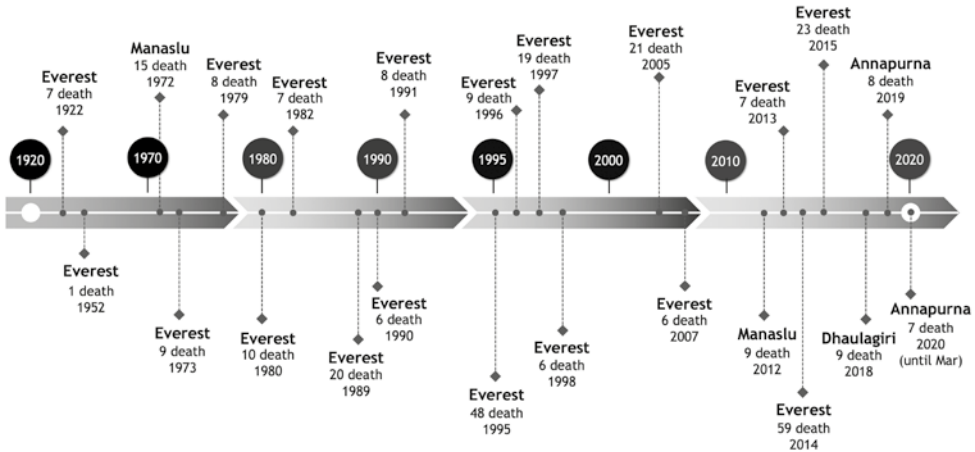 Everest
7 death
1922
Manaslu
15 death
1972
Everest
8 death
1979
Everest
7 death
1982
Everest
8 death
1991
Everest
9 death
1996
Everest
19 death
1997
Everest
21 death
2005
Everest
7 death
2013
Everest
23 death
2015
Annapurna
8 death
2019
1920
1970
1980
1990
1995
2000
2010
2020
Everest
1 death
1952
Everest
9 death
1973
Everest
10 death
1980
Everest
20 death
1989
Everest
6 death
1990
Everest
48 death
1995
Everest
6 death
1998
Everest
6 death
2007
Manaslu
9 death
2012
Everest
59 death
2014
Dhaulagiri
9 death
2018
Annapurna
7 death
2020
(until Mar)